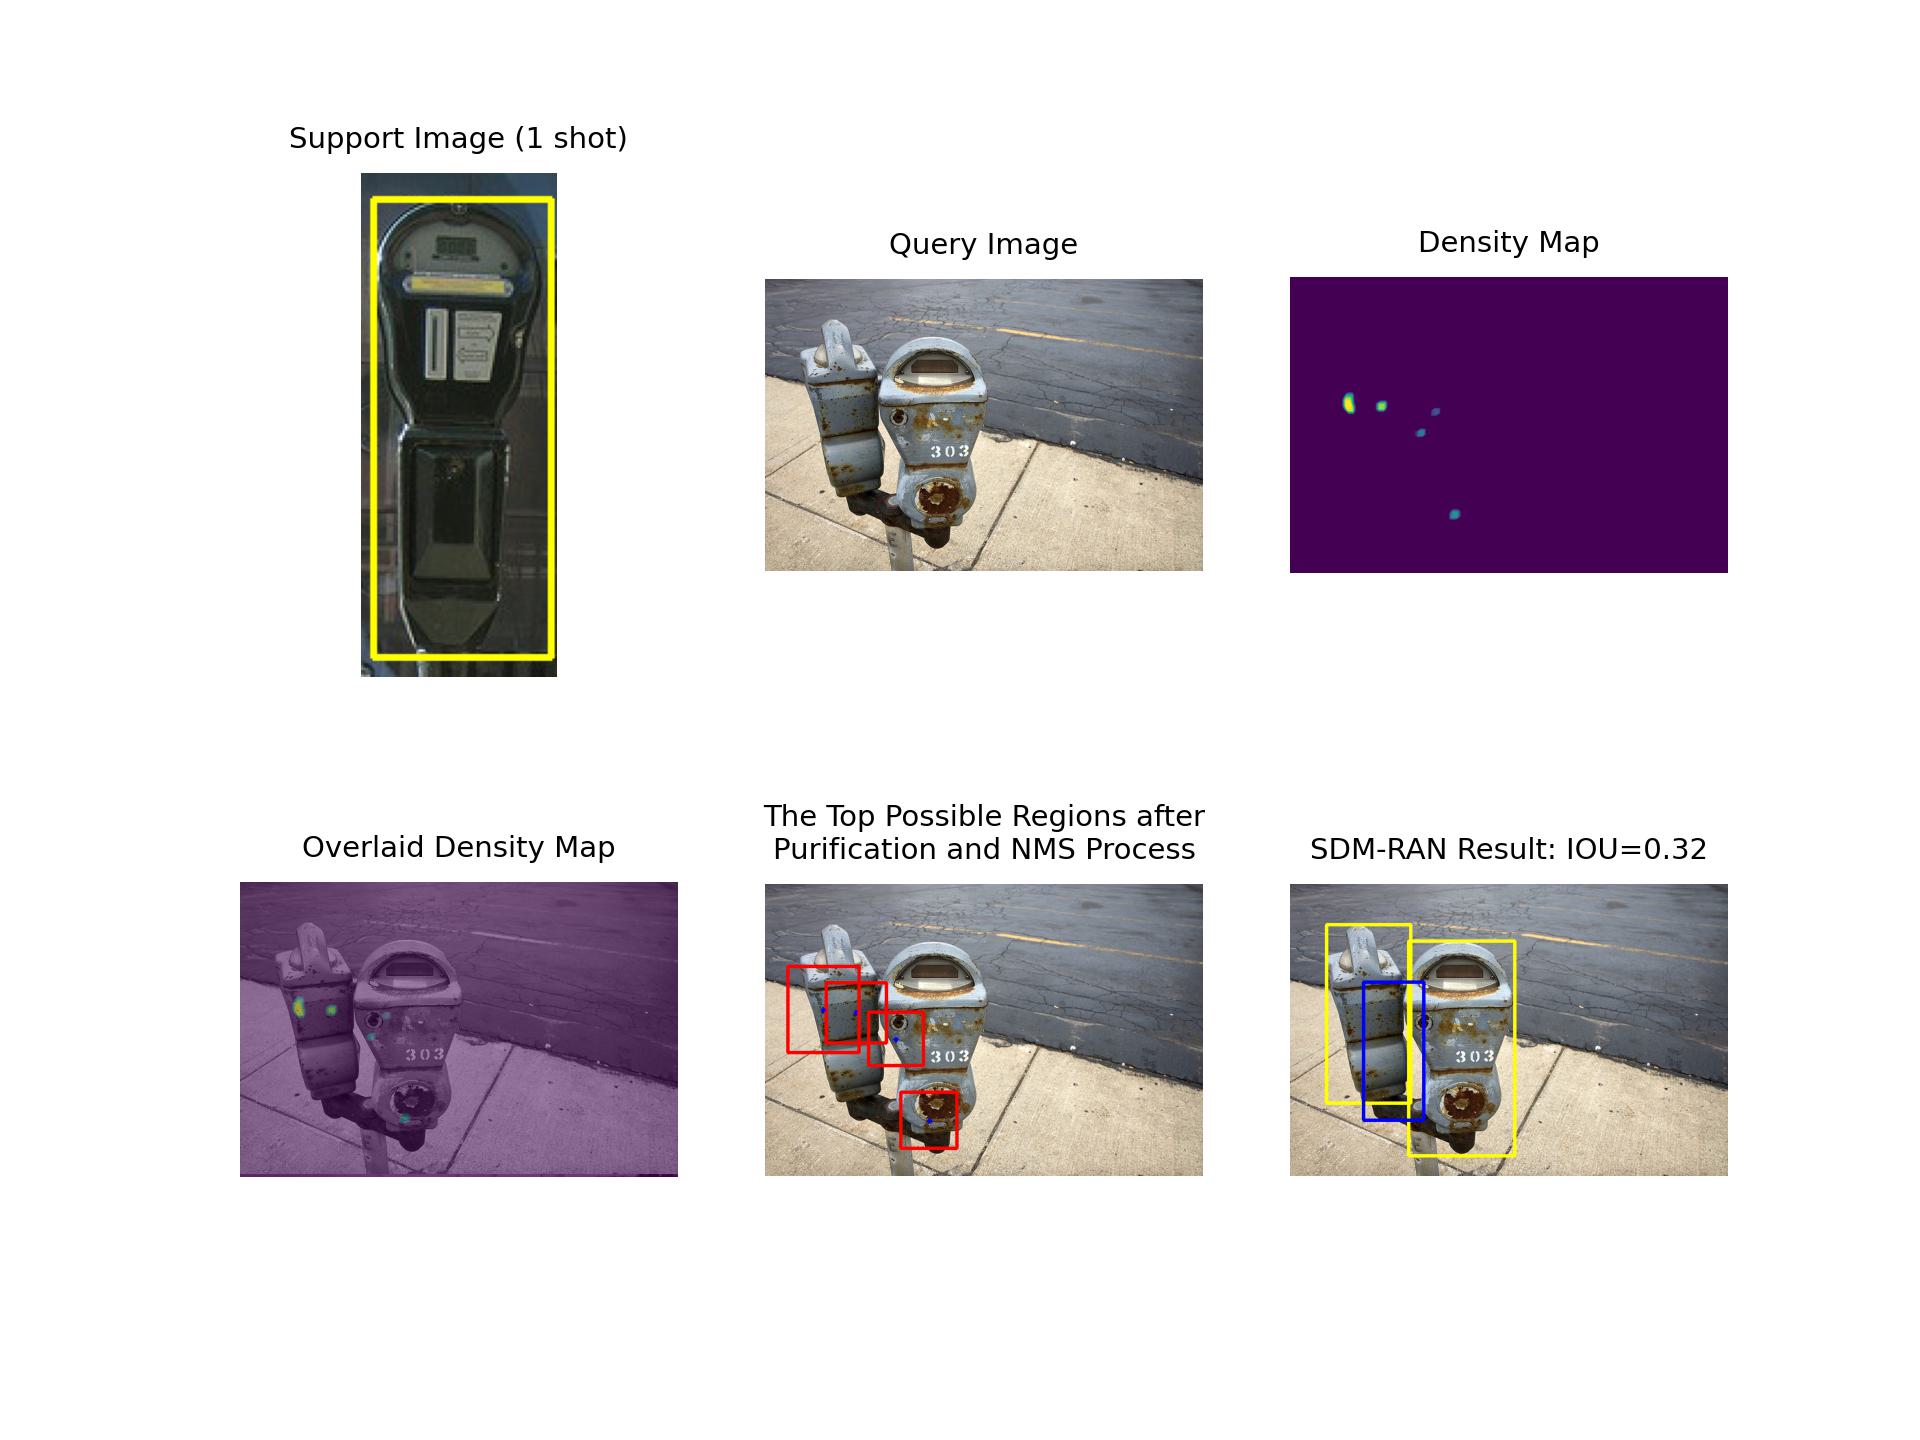 Support Image (1 shot)
Query Image
303
Density Map
Overlaid Density Map
303
The Top Possible Regions after
Purification and NMS Process
303
SDM-RAN Result: IOU=0.32
303